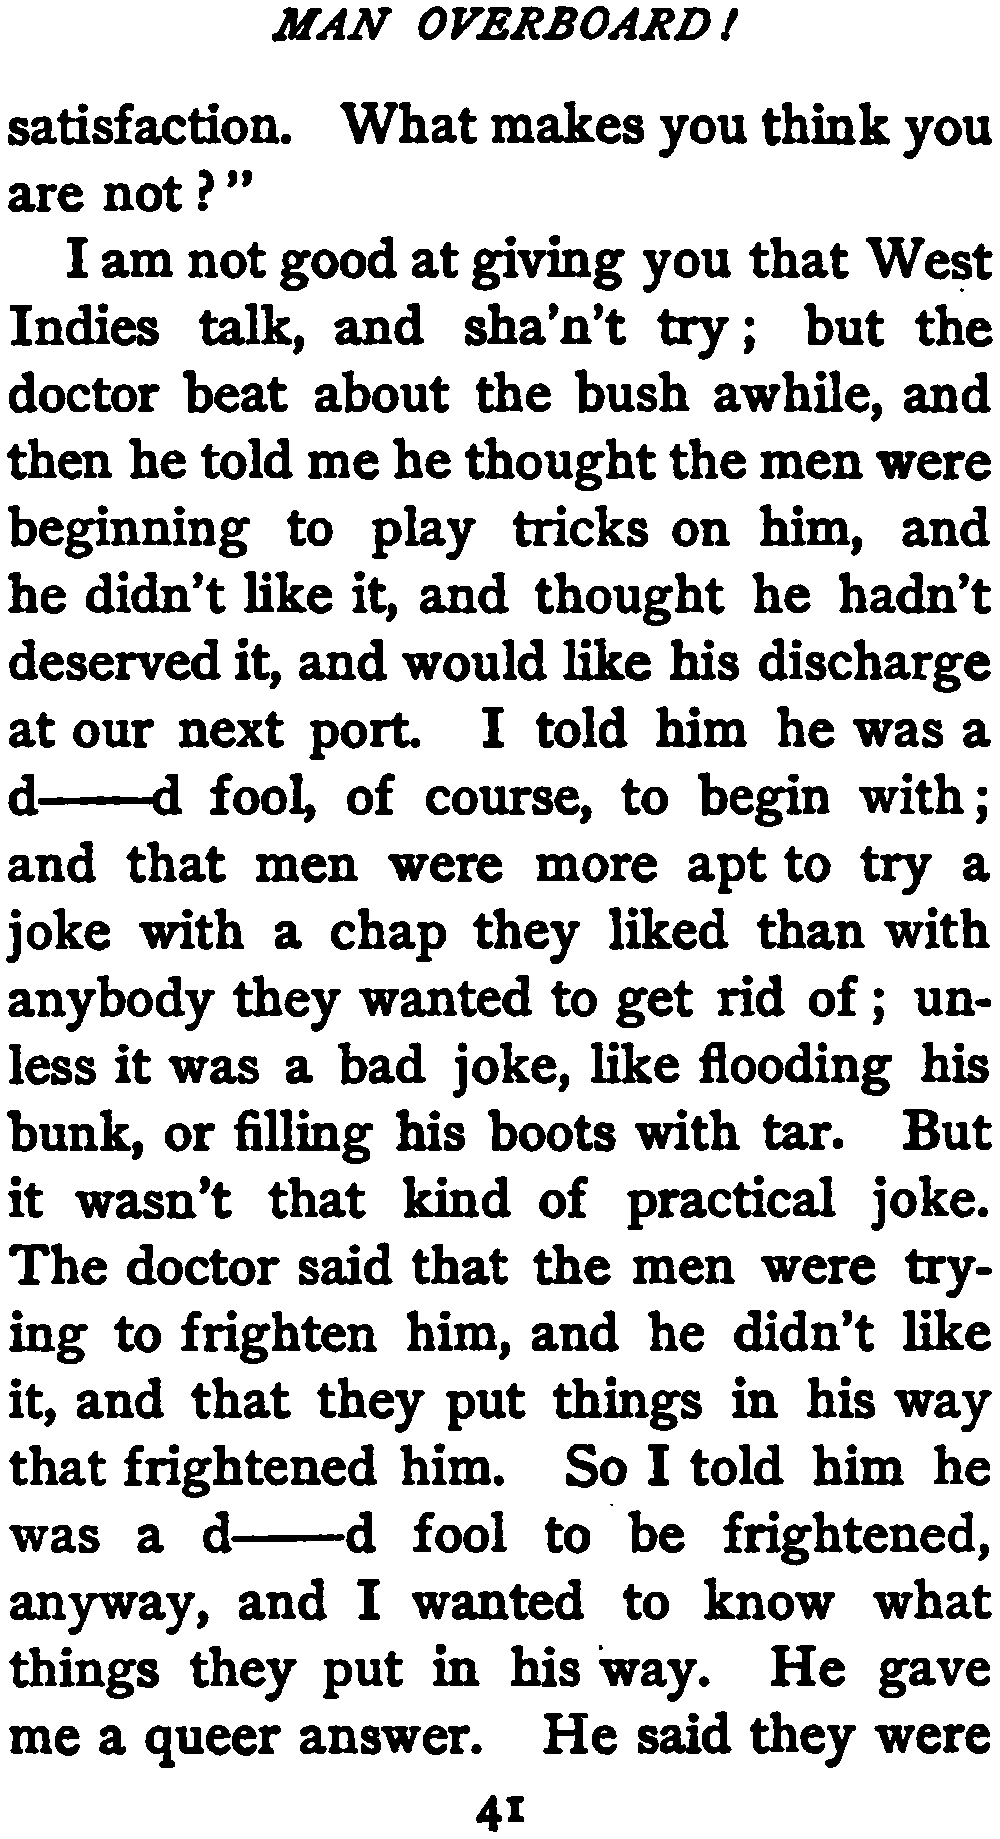 MAN OVERBOARD!
satisfaction. What makes you think you
are not?"
I am not good at giving you that West
Indies talk, and sha'n't try; but the
doctor beat about the bush awhile, and
then he told me he thought the men were
beginning to play tricks on him, and
he didn't like it, and thought he hadn't
deserved it, and would like his discharge
at our next port. I told him he was a
d——d fool, of course, to begin with;
and that men were more apt to try a
joke with a chap they liked than with
anybody they wanted to get rid of; un-
less it was a bad joke, like flooding his
bunk, or filling his boots with tar. But
it wasn't that kind of practical joke.
The doctor said that the men were try-
ing to frighten him, and he didn't like
it, and that they put things in his way
that frightened him. So I told him he
was a d——d fool to be frightened,
anyway, and I wanted to know what
things they put in his way. He gave
me a queer answer. He said they were
41